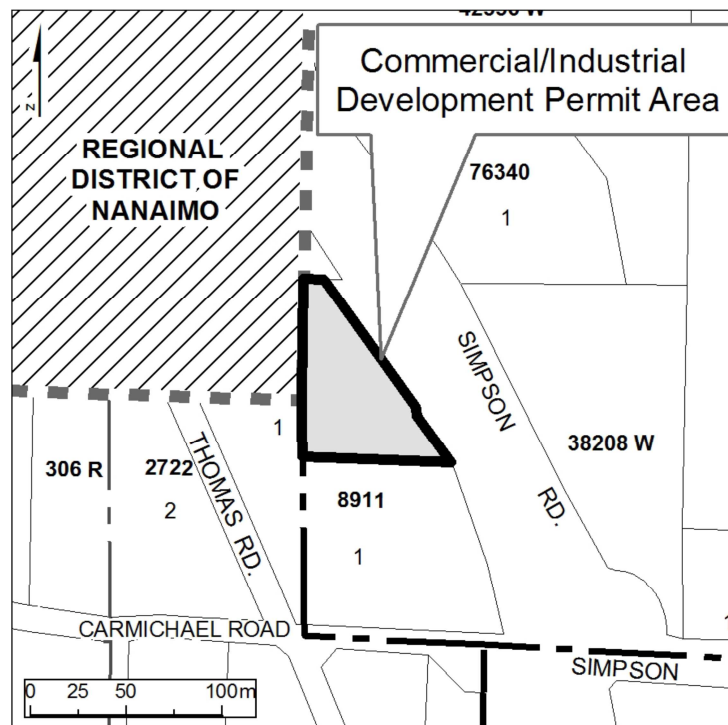 42596 W
Commercial/Industrial
Development Permit Area
z
REGIONAL
DISTRICT OF
NANAIMO
76340
1
SIMPSON
RD.
1
THOMAS RD.
38208 W
306 R
2722
2
8911
1
CARMICHAEL ROAD
SIMPSON
0 25 50 100m